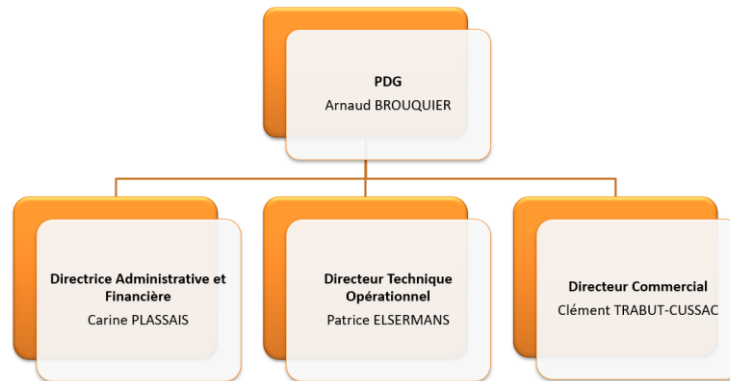 PDG
Arnaud BROUQUIER
Directrice Administrative et
Financière
Carine PLASSAIS
Directeur Technique
Opérationnel
Patrice ELSERMANS
Directeur Commercial
Clément TRABUT-CUSSAC